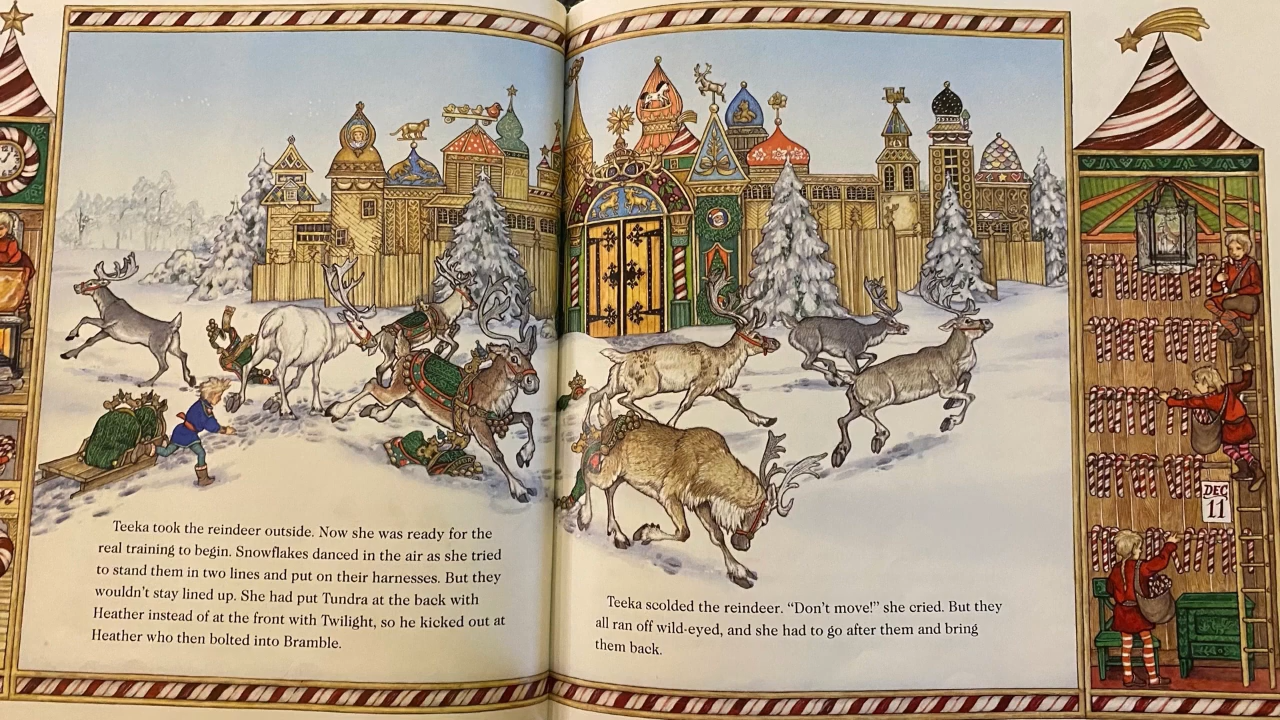 Teeka took the reindeer outside. Now she was ready for the
real training to begin. Snowflakes danced in the air as she tried
to stand them in two lines and put on their harnesses. But they
wouldn’t stay lined up. She had put Tundra at the back with
Heather instead of at the front with Twilight, so he kicked out at
Heather who then bolted into Bramble.
Teeka scolded the reindeer. “Don’t move!” she cried. But they
all ran off wild-eyed, and she had to go after them and bring
them back.
DEC
11